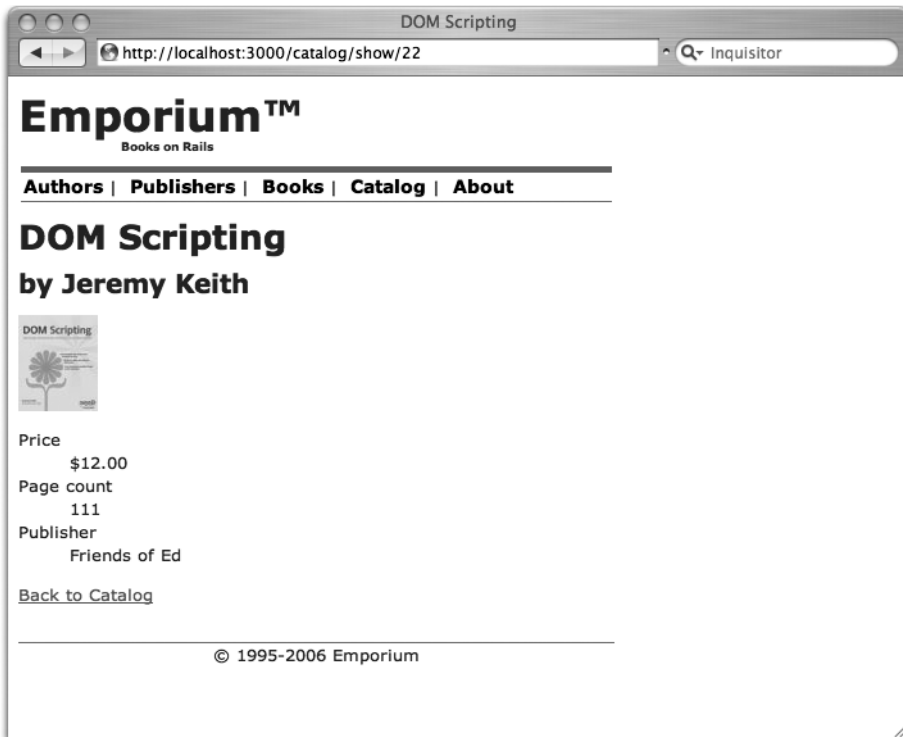 DOM Scripting
http://localhost:3000/catalog/show/22
Inquisitor
Emporium™
Books on Rails
Authors | Publishers | Books | Catalog | About
DOM Scripting
by Jeremy Keith
DOM Scripting
Price
$12.00
Page count
111
Publisher
Friends of Ed
Back to Catalog
© 1995-2006 Emporium